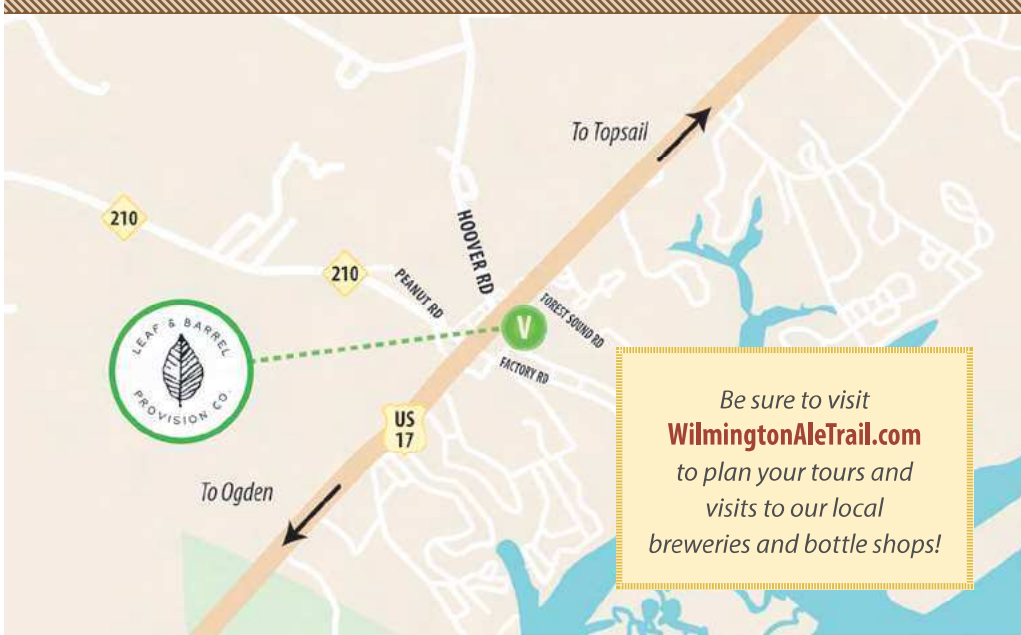 To Topsail
210
HOOVER RD
210
PEANUT RD
TOREST SOUND RD
V
LEAF & BARREL
PROVISION CO.
FACTORY RD
US
17
To Ogden
Be sure to visit
WilmingtonAleTrail.com
to plan your tours and
visits to our local
breweries and bottle shops!